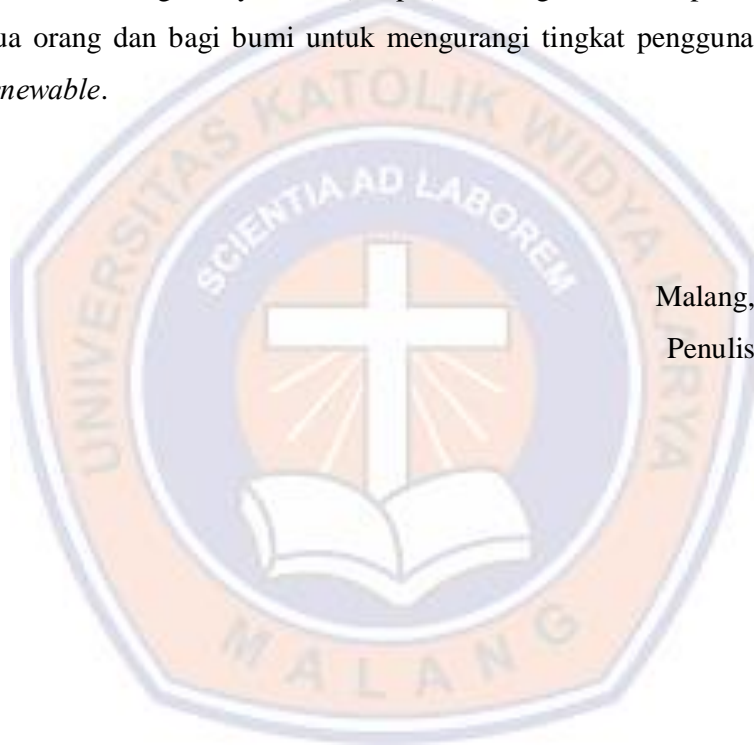 ua orang dan bagi bumi untuk mengurangi tingkat pengguna
newable.
UNIVERSITAS KATOLIK WIDYA KARYA
SCIENTIA AD LABOREM
Malang,
Penulis
MALANG